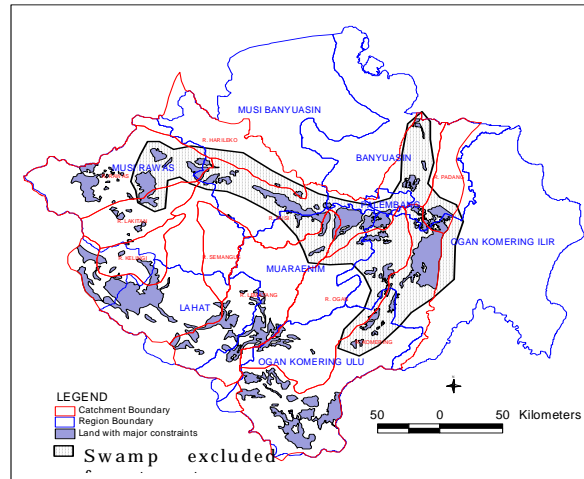 MUSI BANYUASIN
R. HARILEKO
BANYUASIN
MUSI RAWAS
R. PADANG
PALEMBANG
R. LAKITAN
OGAN KOMERING ILIR
R. KELINGI
R. SEMANGUS
MUARAENIM
LAHAT
R. OGAN
OGAN KOMERING ULU
LEGEND
Catchment Boundary
Region Boundary
Land with major constraints
Swamp excluded
50 0 50 Kilometers